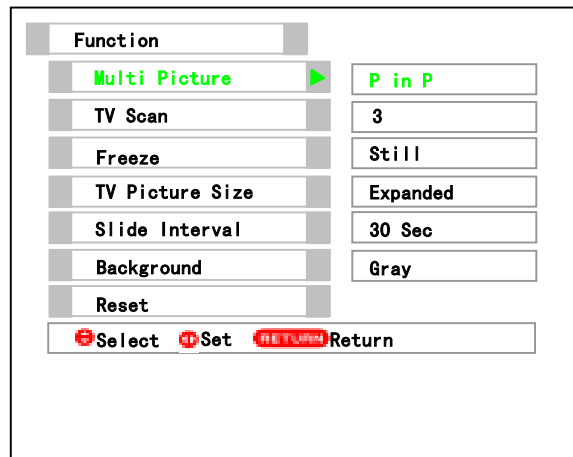 Function
Multi Picture P in P
TV Scan 3
Freeze Still
TV Picture Size Expanded
Slide Interval 30 Sec
Background Gray
Reset
Select Set RETURN Return